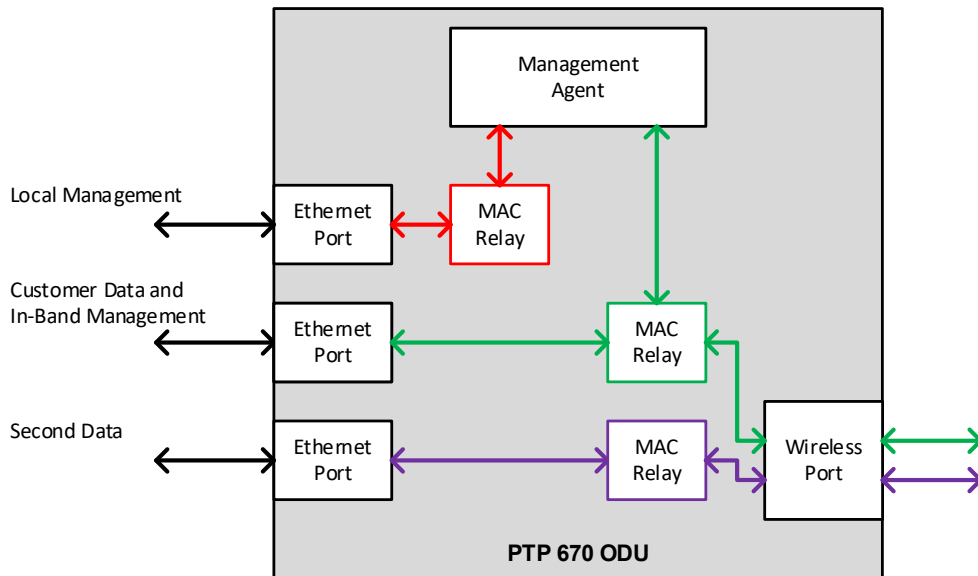 Management
Agent
Local Management
Ethernet
Port
MAC
Relay
Customer Data and
In-Band Management
Ethernet
Port
MAC
Relay
Second Data
Ethernet
Port
MAC
Relay
Wireless
Port
PTP 670 ODU